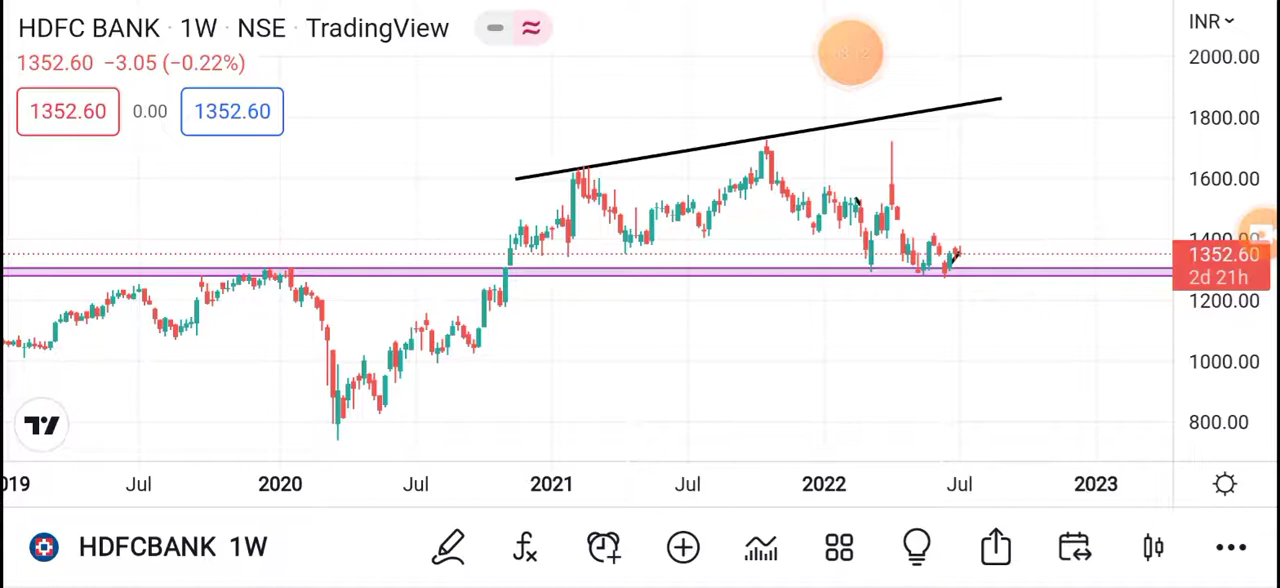 HDFC BANK · 1W · NSE · TradingView
INR
1352.60 −3.05 (−0.22%)
1352.60 0.00 1352.60
2000.00
1800.00
1600.00
1400.00
1352.60
2d 21h
1200.00
1000.00
800.00
019 Jul 2020 Jul 2021 Jul 2022 Jul 2023
HDFCBANK 1W